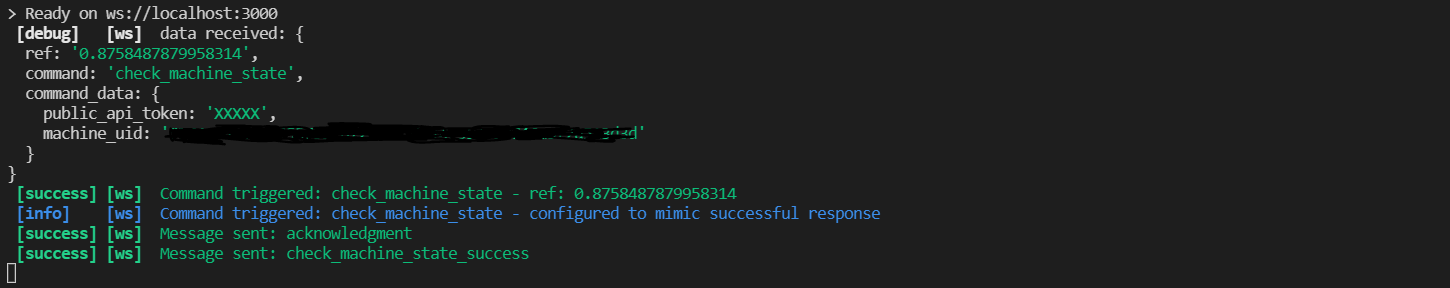 > Ready on ws://localhost:3000
[debug] [ws] data received: {
ref: '0.8758487879958314',
command: 'check_machine_state',
command_data: {
public_api_token: 'XXXXX',
machine_uid: '
}
}
[success] [ws] Command triggered: check_machine_state - ref: 0.8758487879958314
[info] [ws] Command triggered: check_machine_state - configured to mimic successful response
[success] [ws] Message sent: acknowledgment
[success] [ws] Message sent: check_machine_state_success